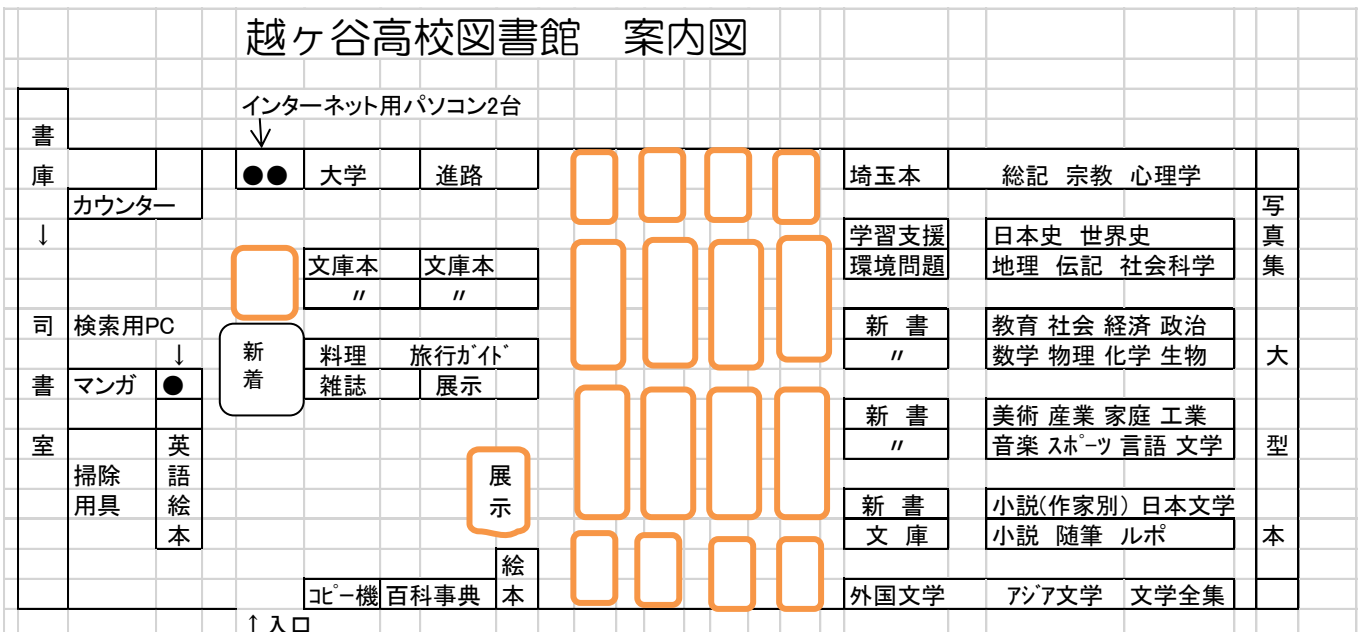 越ヶ谷高校図書館　案内図
インターネット用パソコン2台
↓
書庫
↓
司書室
カウンター
●●
大学
進路
埼玉本
総記 宗教 心理学
写真集
大型本
学習支援
環境問題
日本史 世界史
地理 伝記 社会科学
文庫本
文庫本
〃
〃
検索用PC
↓
マンガ
●
新着
料理
旅行ｶﾞｲﾄﾞ
雑誌
展示
新 書
〃
教育 社会 経済 政治
数学 物理 化学 生物
新 書
〃
美術 産業 家庭 工業
音楽 ｽﾎﾟｰﾂ 言語 文学
英語絵本
掃除
用具
展示
新 書
文 庫
小説(作家別) 日本文学
小説 随筆 ルポ
絵本
ｺﾋﾟｰ機
百科事典
外国文学
ｱｼﾞｱ文学
文学全集
↑入口